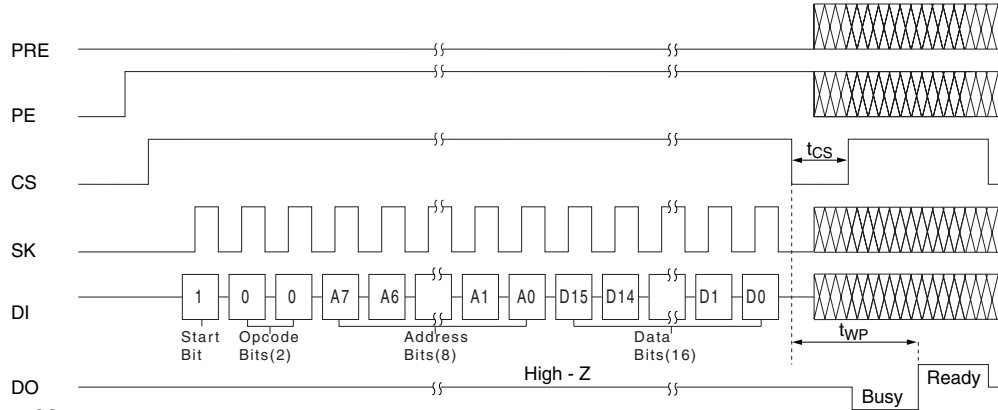 PRE
PE
CS
tCS
SK
DI
1 0 0 A7 A6 A1 A0 D15 D14 D1 D0
Start Bit
Opcode Bits(2)
Address Bits(8)
Data Bits(16)
tWP
DO
High - Z
Busy
Ready